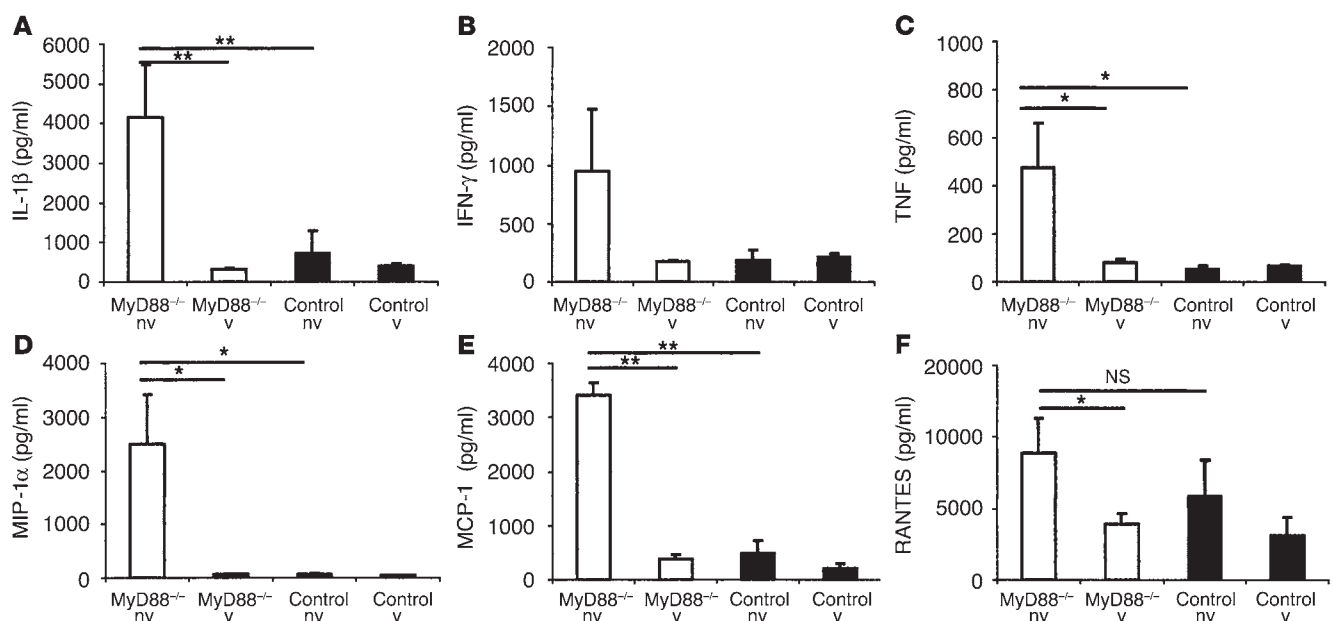 A
IL-1β (pg/ml)
6000
5000
4000
3000
2000
1000
0
**
**
MyD88⁻/⁻ MyD88⁻/⁻ Control Control
nv v nv v
B
IFN-γ (pg/ml)
2000
1500
1000
500
0
MyD88⁻/⁻ MyD88⁻/⁻ Control Control
nv v nv v
C
TNF (pg/ml)
1000
800
600
400
200
0
*
*
MyD88⁻/⁻ MyD88⁻/⁻ Control Control
nv v nv v
D
MIP-1α (pg/ml)
4000
3000
2000
1000
0
*
*
MyD88⁻/⁻ MyD88⁻/⁻ Control Control
nv v nv v
E
MCP-1 (pg/ml)
4000
3000
2000
1000
0
**
**
MyD88⁻/⁻ MyD88⁻/⁻ Control Control
nv v nv v
F
RANTES (pg/ml)
20000
10000
5000
0
NS
*
MyD88⁻/⁻ MyD88⁻/⁻ Control Control
nv v nv v